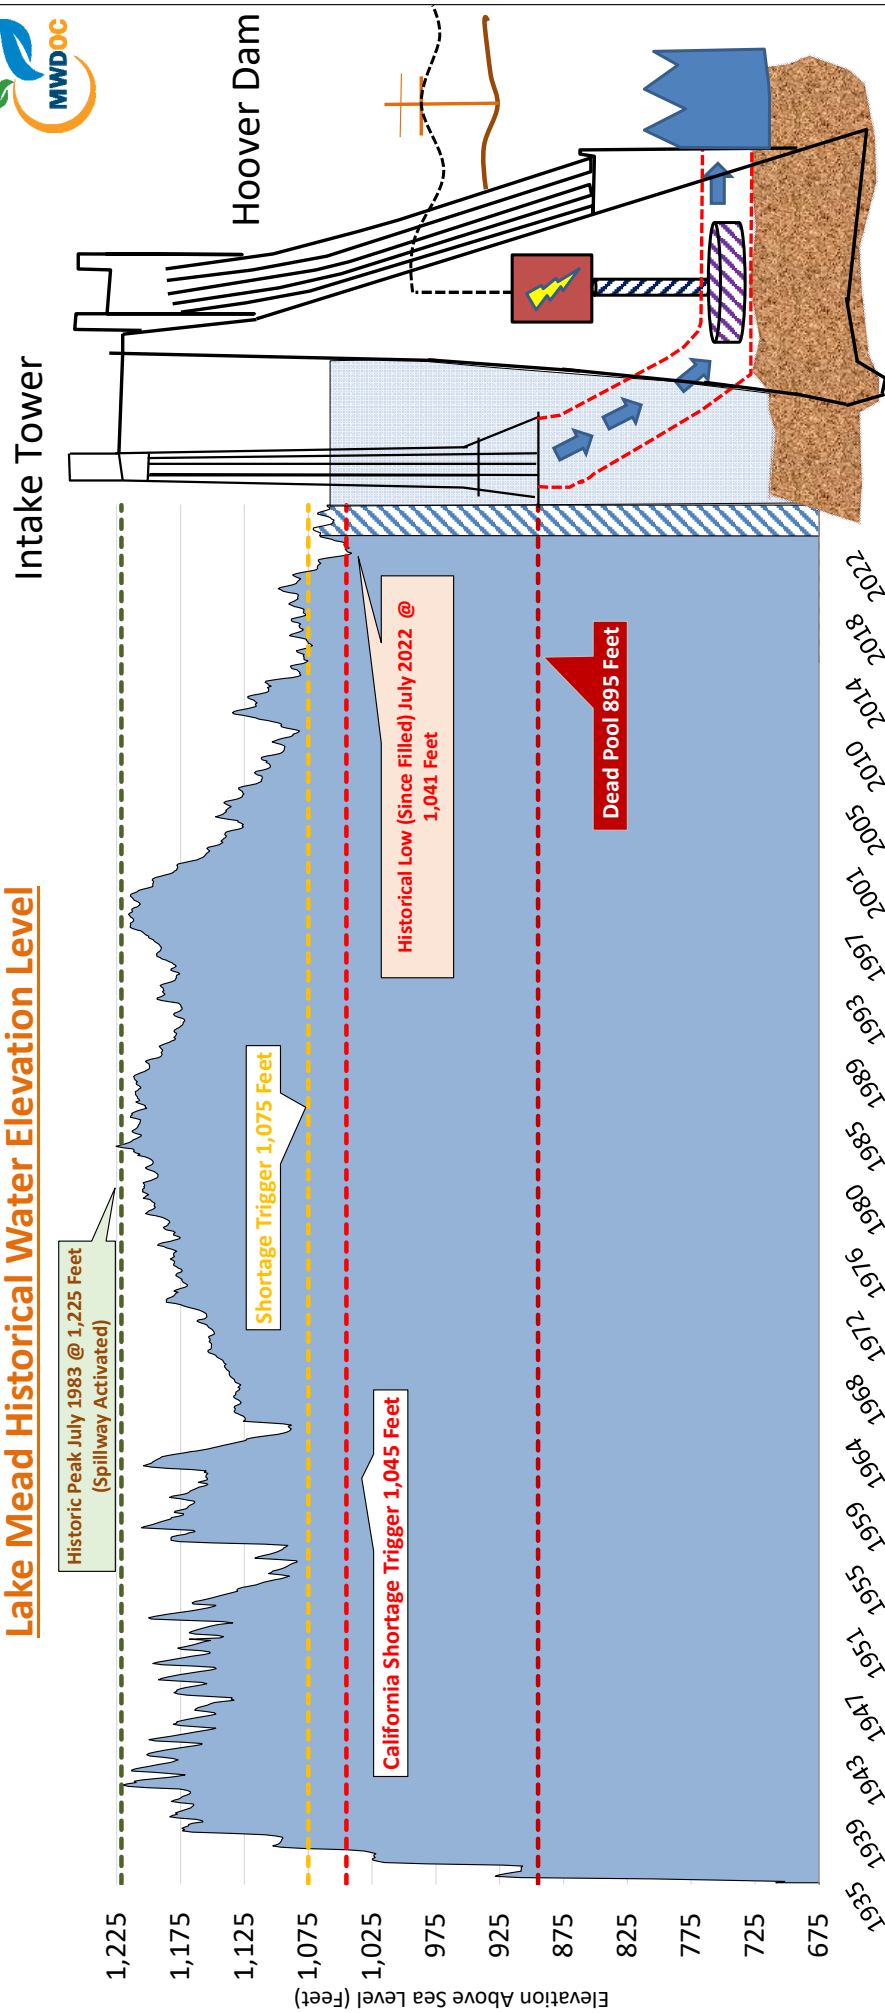 Lake Mead Historical Water Elevation Level
MWDOC
Intake Tower
Hoover Dam
Historic Peak July 1983 @ 1,225 Feet
(Spillway Activated)
Shortage Trigger 1,075 Feet
California Shortage Trigger 1,045 Feet
Historical Low (Since Filled) July 2022 @
1,041 Feet
Dead Pool 895 Feet
Elevation Above Sea Level (Feet)
1,225
1,175
1,125
1,075
1,025
975
925
875
825
775
725
675
1935
1939
1943
1947
1951
1955
1959
1964
1968
1972
1976
1980
1985
1989
1993
1997
2001
2005
2010
2014
2018
2022